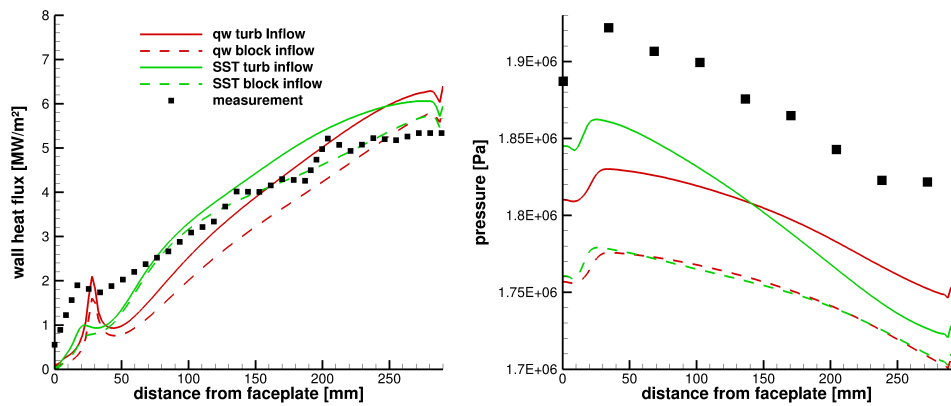 wall heat flux [MW/m²]
8
7
6
5
4
3
2
1
0
qw turb Inflow
qw block inflow
SST turb inflow
SST block inflow
measurement
0 50 100 150 200 250
distance from faceplate [mm]
pressure [Pa]
1.9E+06
1.85E+06
1.8E+06
1.75E+06
1.7E+06
0 50 100 150 200 250
distance from faceplate [mm]